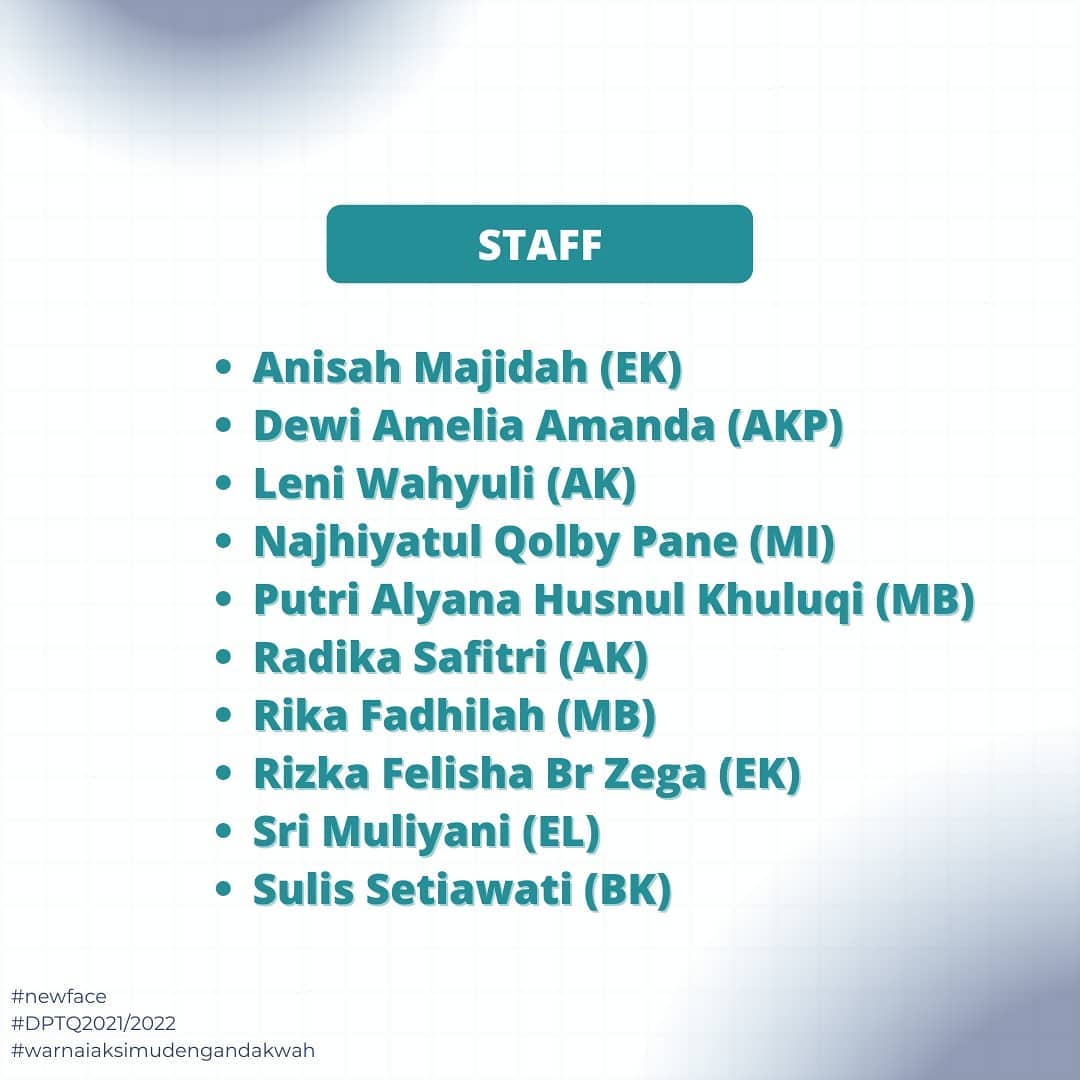 STAFF
• Anisah Majidah (EK)
• Dewi Amelia Amanda (AKP)
• Leni Wahyuli (AK)
• Najhiyatul Qolby Pane (MI)
• Putri Alyana Husnul Khuluqi (MB)
• Radika Safitri (AK)
• Rika Fadhilah (MB)
• Rizka Felisha Br Zega (EK)
• Sri Muliyani (EL)
• Sulis Setiawati (BK)
#newface
#DPTQ2021/2022
#warnaiaksimudengandakwah